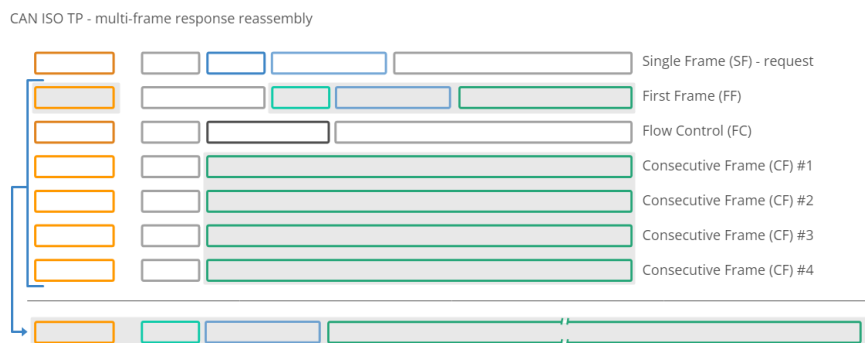 CAN ISO TP - multi-frame response reassembly
Single Frame (SF) - request
First Frame (FF)
Flow Control (FC)
Consecutive Frame (CF) #1
Consecutive Frame (CF) #2
Consecutive Frame (CF) #3
Consecutive Frame (CF) #4